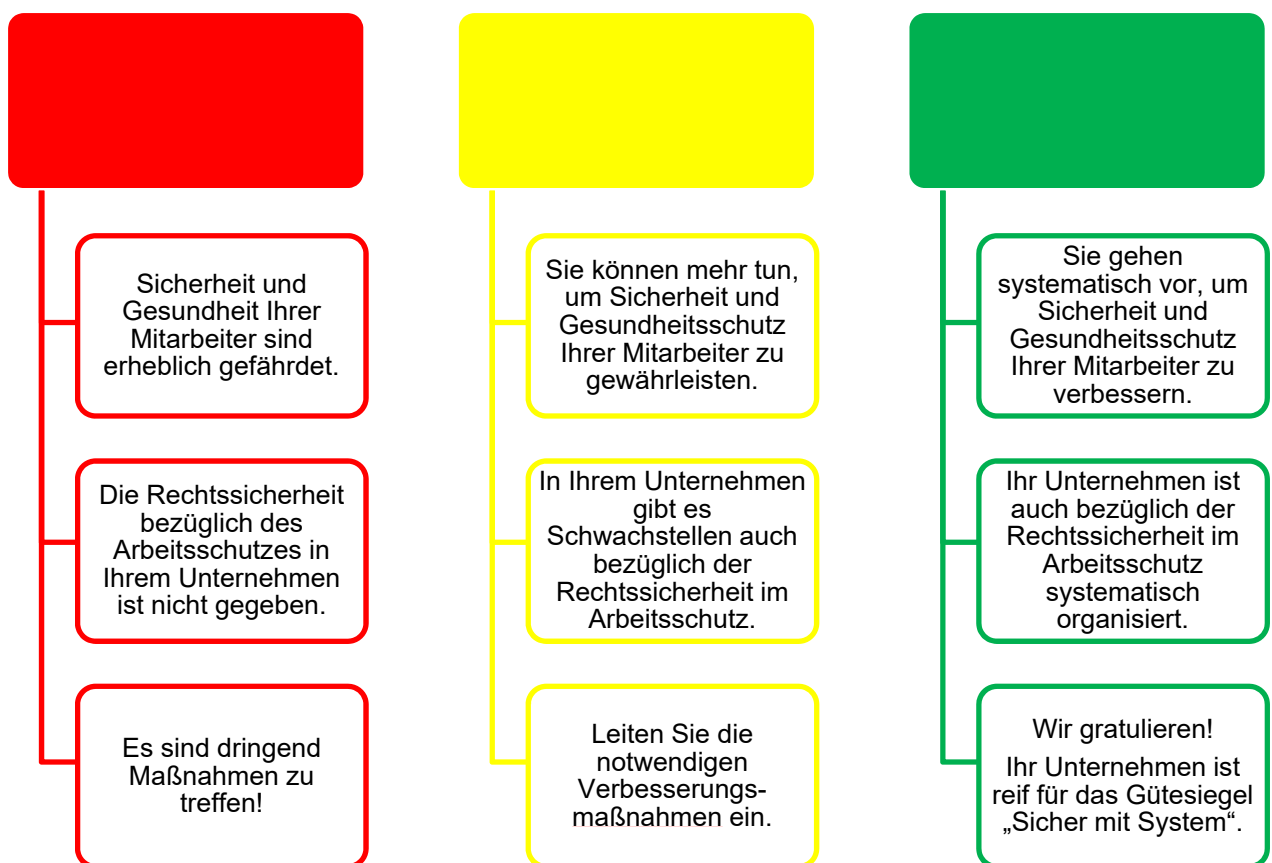 Sicherheit und
Gesundheit Ihrer
Mitarbeiter sind
erheblich gefährdet.
Die Rechtssicherheit
bezüglich des
Arbeitsschutzes in
Ihrem Unternehmen
ist nicht gegeben.
Es sind dringend
Maßnahmen zu
treffen!
Sie können mehr tun,
um Sicherheit und
Gesundheitsschutz
Ihrer Mitarbeiter zu
gewährleisten.
In Ihrem Unternehmen
gibt es
Schwachstellen auch
bezüglich der
Rechtssicherheit im
Arbeitsschutz.
Leiten Sie die
notwendigen
Verbesserungs-
maßnahmen ein.
Sie gehen
systematisch vor, um
Sicherheit und
Gesundheitsschutz
Ihrer Mitarbeiter zu
verbessern.
Ihr Unternehmen ist
auch bezüglich der
Rechtssicherheit im
Arbeitsschutz
systematisch
organisiert.
Wir gratulieren!
Ihr Unternehmen ist
reif für das Gütesiegel
„Sicher mit System“.